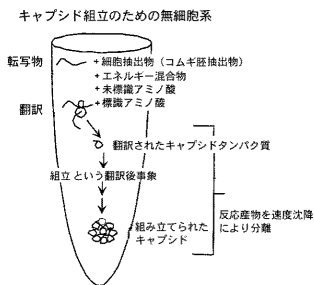 キャプシド組立のための無細胞系
転写物
+細胞抽出物(コムギ胚抽出物)
+エネルギー混合物
+未標識アミノ酸
+標識アミノ酸
翻訳
翻訳されたキャプシドタンパク質
組立という翻訳後事象
組み立てられた
キャプシド
反応産物を速度沈降
により分離